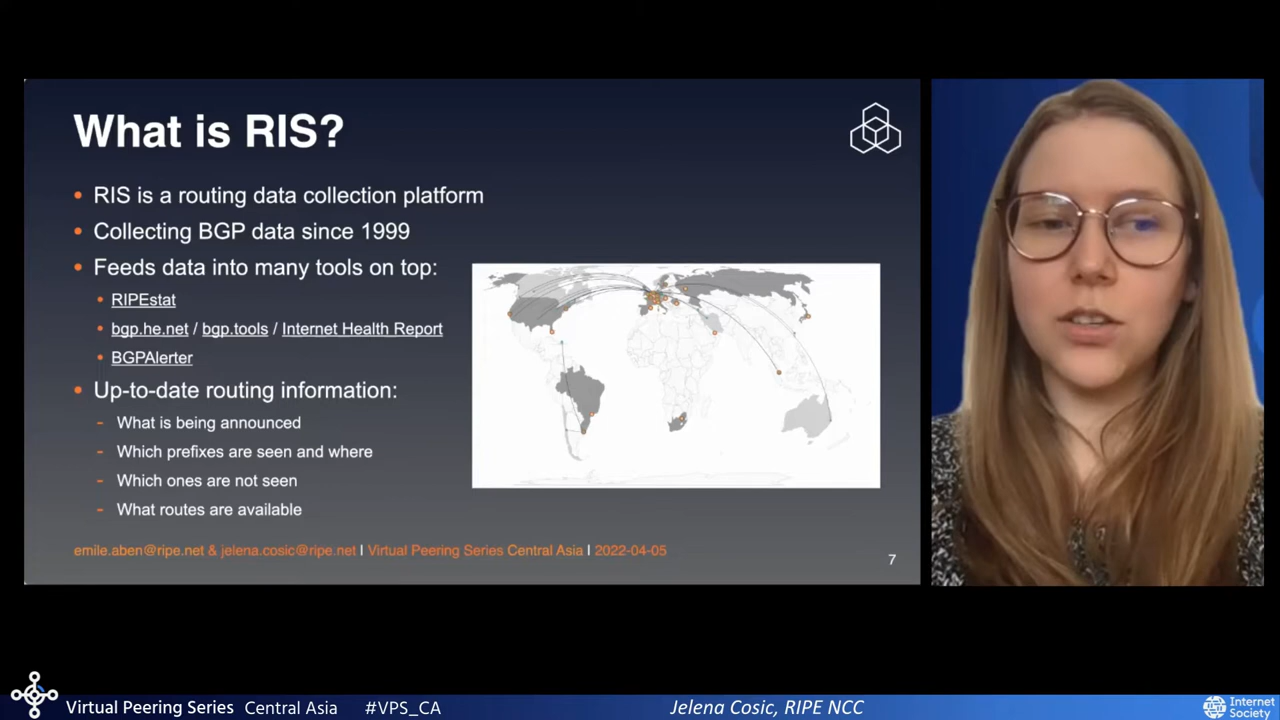 What is RIS?
• RIS is a routing data collection platform
• Collecting BGP data since 1999
• Feeds data into many tools on top:
• RIPEstat
• bgp.he.net / bgp.tools / Internet Health Report
• BGPAlerter
• Up-to-date routing information:
- What is being announced
- Which prefixes are seen and where
- Which ones are not seen
- What routes are available
emile.aben@ripe.net & jelena.cosic@ripe.net | Virtual Peering Series Central Asia | 2022-04-05
7
Virtual Peering Series Central Asia #VPS_CA
Jelena Cosic, RIPE NCC
Internet
Society